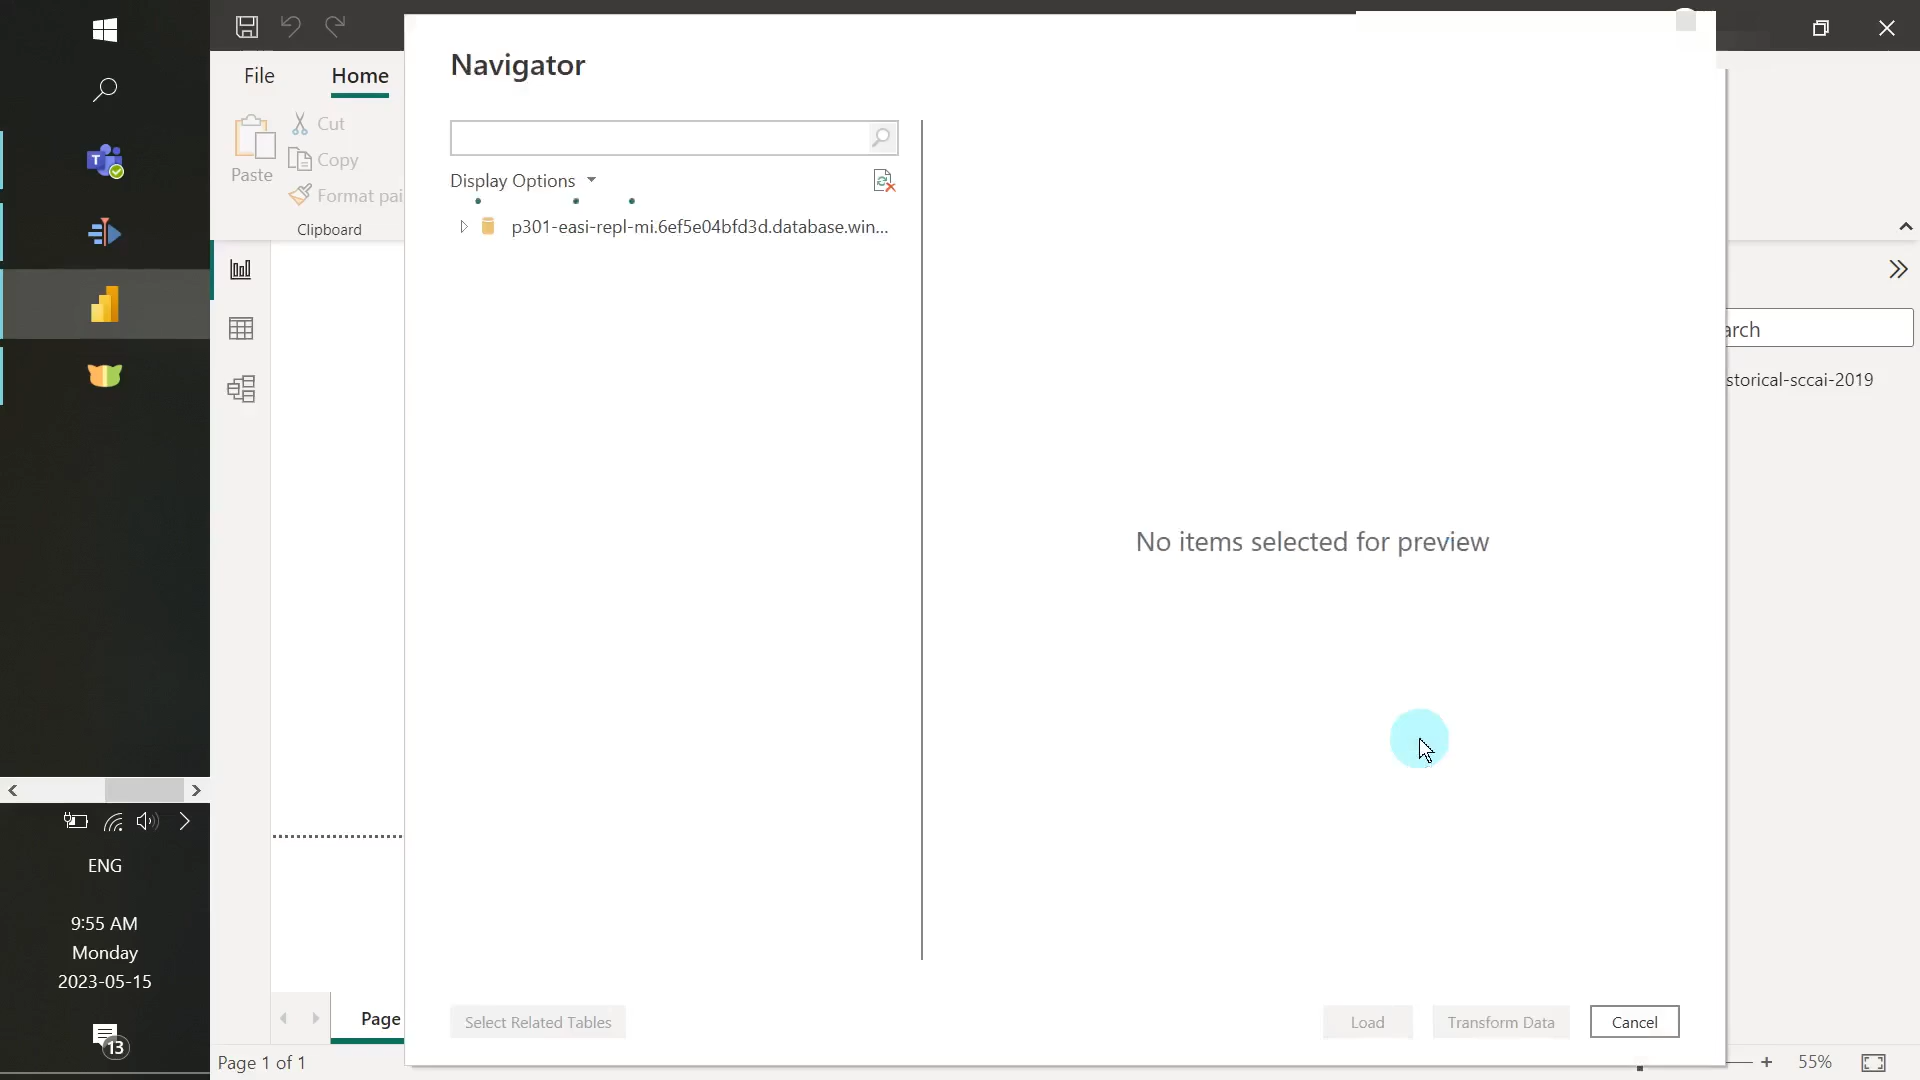 Navigator
File
Home
Cut
Copy
Paste
Format pai
Clipboard
Display Options
p301-easi-repl-mi.6ef5e04bfd3d.database.win...
No items selected for preview
arch
storical-sccai-2019
ENG
9:55 AM
Monday
2023-05-15
13
Select Related Tables
Load
Transform Data
Cancel
Page
Page 1 of 1
55%